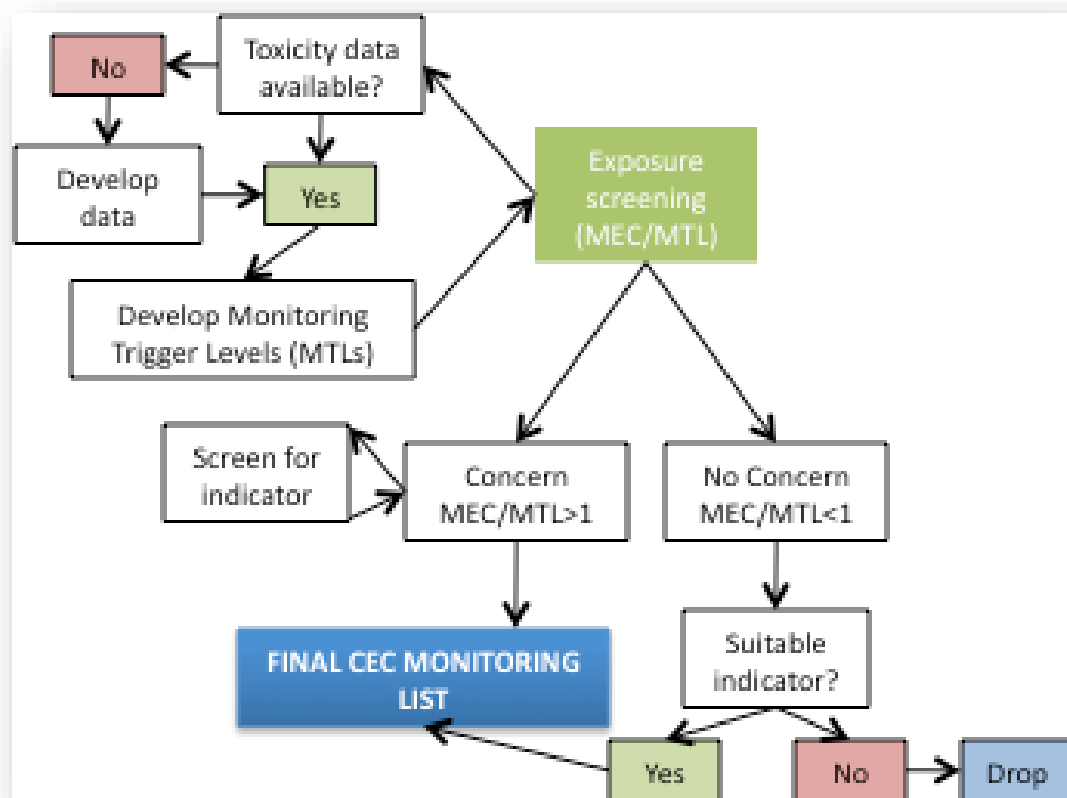 Toxicity data
available?
No
Develop
data
Yes
Exposure
screening
(MEC/MTL)
Develop Monitoring
Trigger Levels (MTLs)
Screen for
indicator
Concern
MEC/MTL>1
No Concern
MEC/MTL<1
FINAL CEC MONITORING
LIST
Suitable
indicator?
Yes
No
Drop